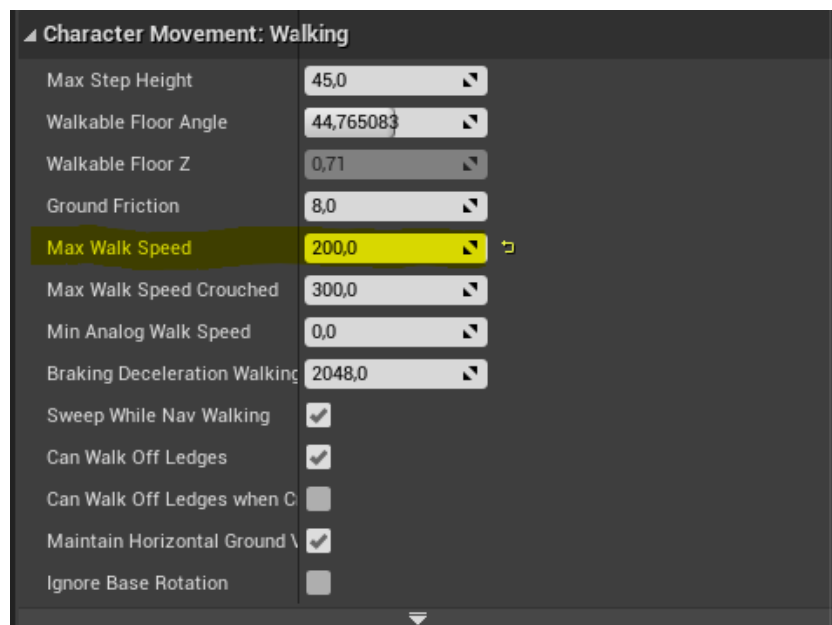 Character Movement: Walking
Max Step Height 45,0
Walkable Floor Angle 44,765083
Walkable Floor Z 0,71
Ground Friction 8,0
Max Walk Speed 200,0
Max Walk Speed Crouched 300,0
Min Analog Walk Speed 0,0
Braking Deceleration Walking 2048,0
Sweep While Nav Walking
Can Walk Off Ledges
Can Walk Off Ledges when C
Maintain Horizontal Ground V
Ignore Base Rotation